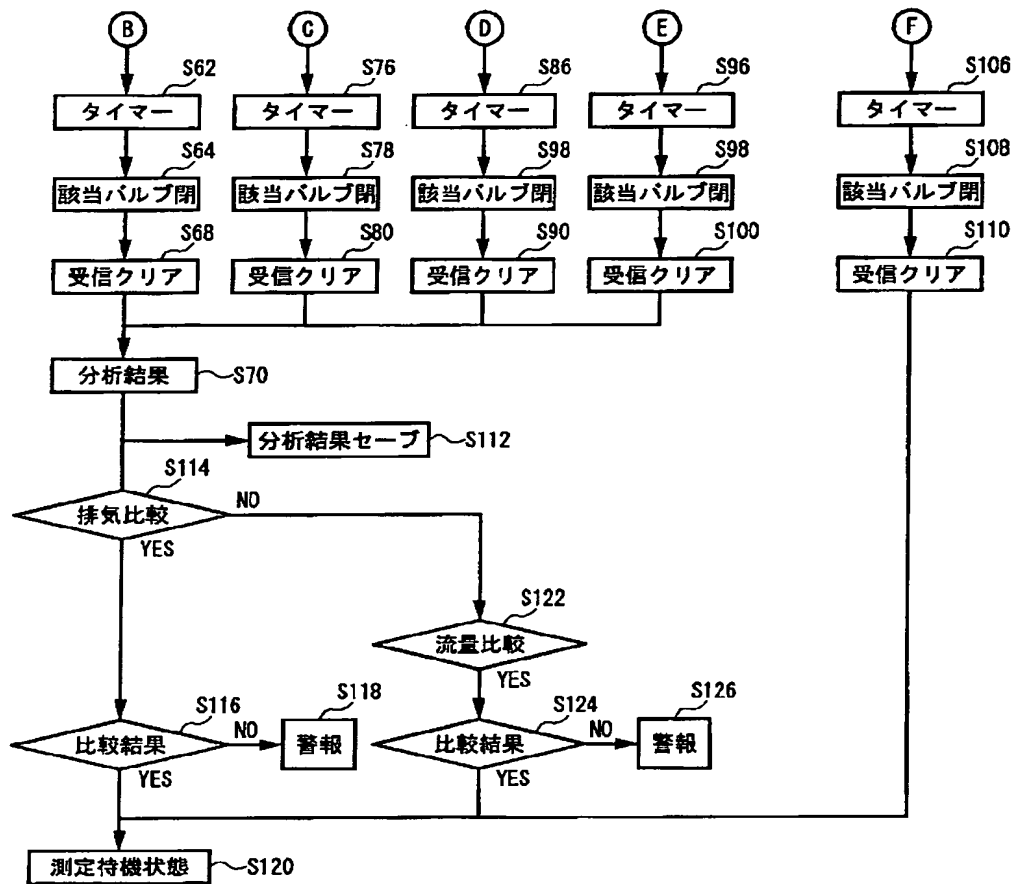 B C D E F
S62 S76 S86 S96 S106
タイマー タイマー タイマー タイマー タイマー
S64 S78 S98 S98 S108
該当バルブ閉 該当バルブ閉 該当バルブ閉 該当バルブ閉 該当バルブ閉
S68 S80 S90 S100 S110
受信クリア 受信クリア 受信クリア 受信クリア 受信クリア
分析結果 S70
分析結果セーブ S112
S114
排気比較 NO
YES
S122
流量比較
YES
S116 S118 S124 S126
比較結果 NO 警報 比較結果 NO 警報
YES YES
測定待機状態 S120